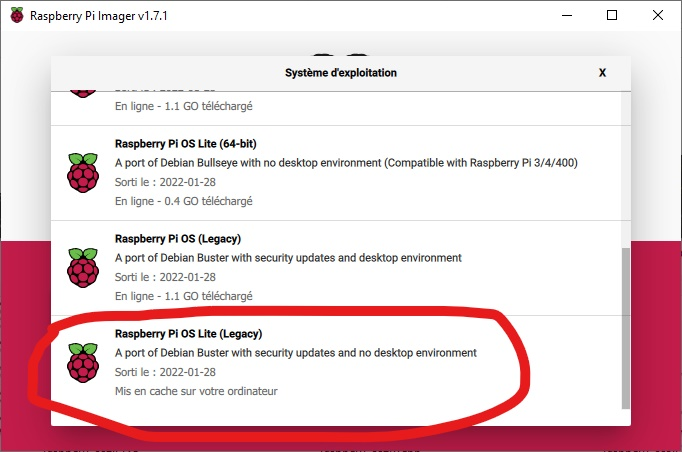 Raspberry Pi Imager v1.7.1
Système d'exploitation
X
En ligne - 1.1 GO téléchargé
Raspberry Pi OS Lite (64-bit)
A port of Debian Bullseye with no desktop environment (Compatible with Raspberry Pi 3/4/400)
Sorti le : 2022-01-28
En ligne - 0.4 GO téléchargé
Raspberry Pi OS (Legacy)
A port of Debian Buster with security updates and desktop environment
Sorti le : 2022-01-28
En ligne - 1.1 GO téléchargé
Raspberry Pi OS Lite (Legacy)
A port of Debian Buster with security updates and no desktop environment
Sorti le : 2022-01-28
Mis en cache sur votre ordinateur